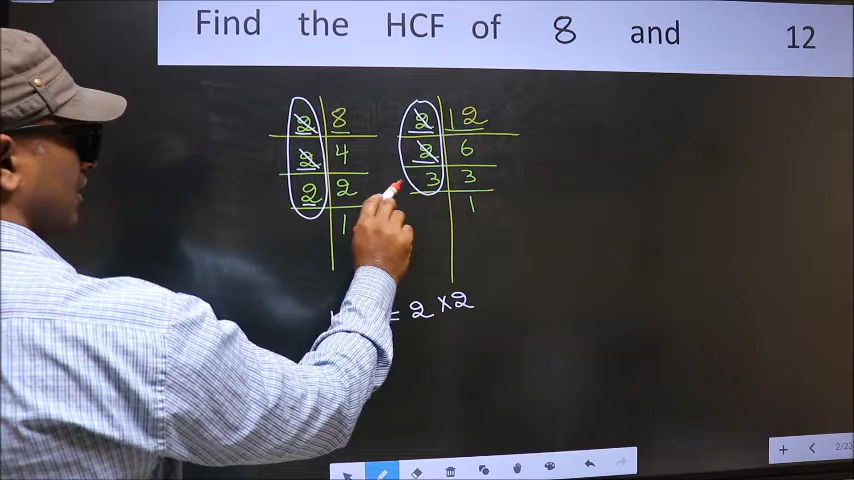 Find the HCF of 8 and 12
2 8 2 12
2 4 2 6
2 2 3 3
1 1
= 2 × 2
2/23